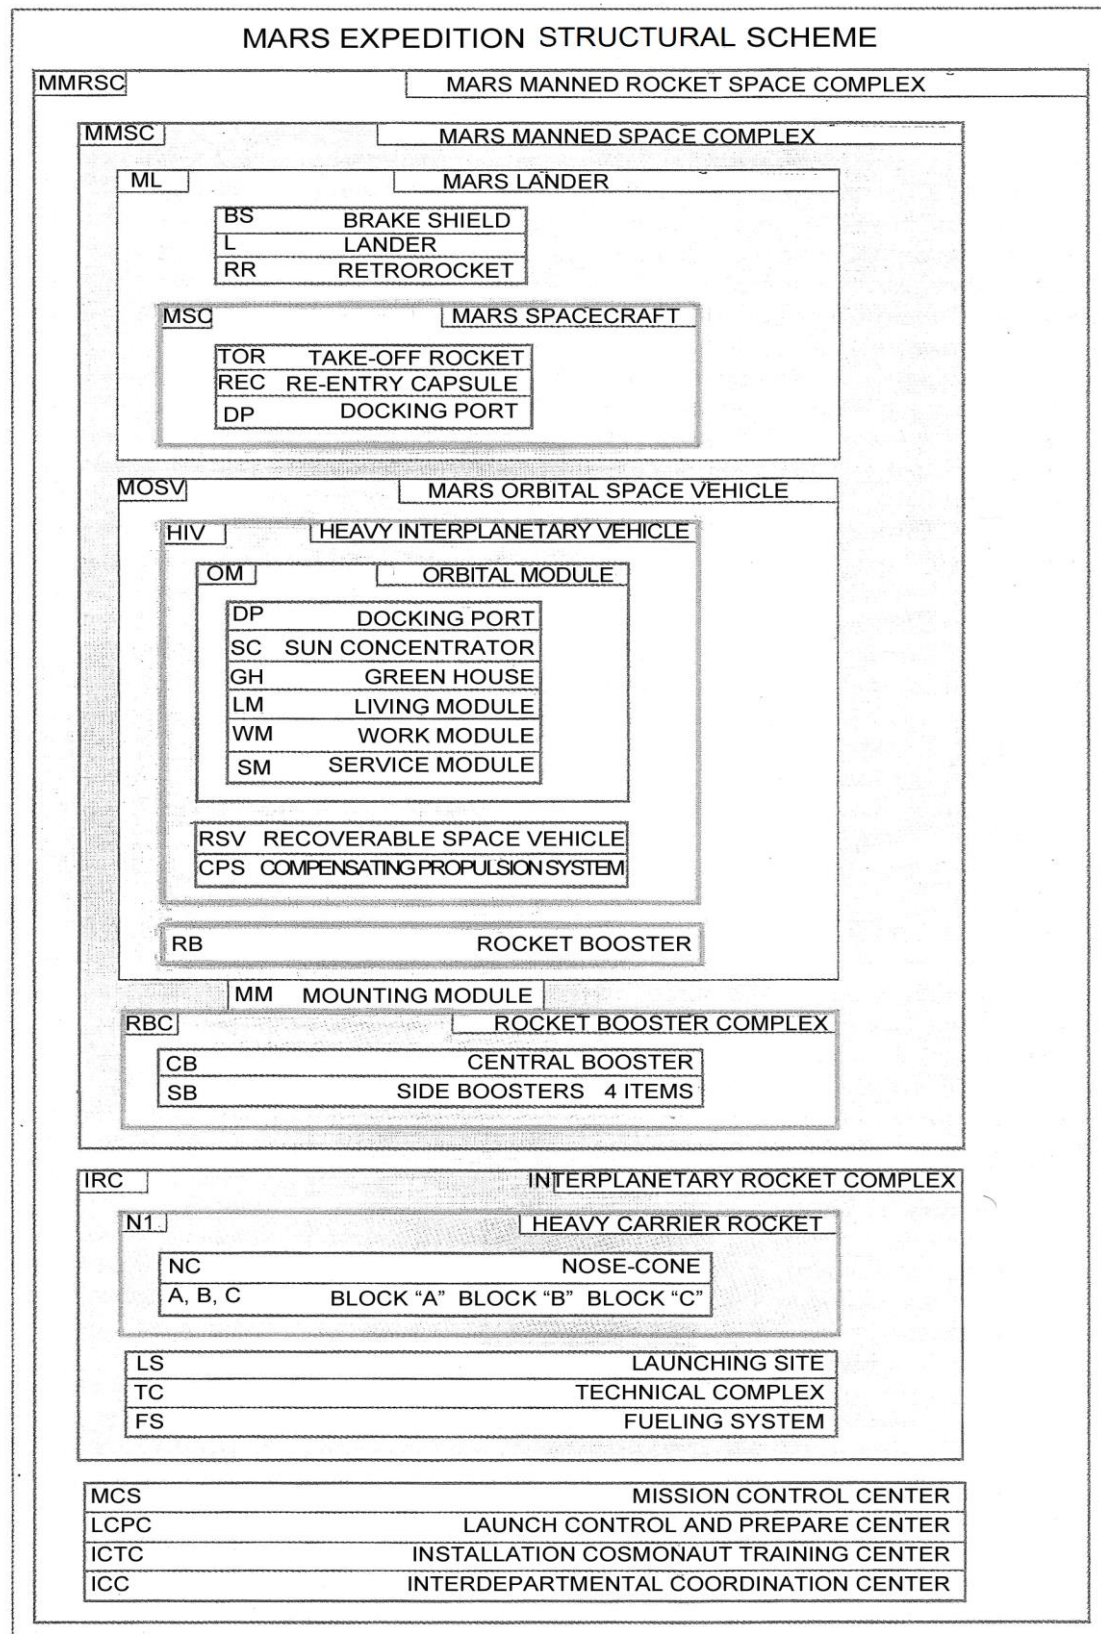 MARS EXPEDITION STRUCTURAL SCHEME
MMRSC MARS MANNED ROCKET SPACE COMPLEX
MMSC MARS MANNED SPACE COMPLEX
ML MARS LANDER
BS BRAKE SHIELD
L LANDER
RR RETROROCKET
MSC MARS SPACECRAFT
TOR TAKE-OFF ROCKET
REC RE-ENTRY CAPSULE
DP DOCKING PORT
MOSV MARS ORBITAL SPACE VEHICLE
HIV HEAVY INTERPLANETARY VEHICLE
OM ORBITAL MODULE
DP DOCKING PORT
SC SUN CONCENTRATOR
GH GREEN HOUSE
LM LIVING MODULE
WM WORK MODULE
SM SERVICE MODULE
RSV RECOVERABLE SPACE VEHICLE
CPS COMPENSATING PROPULSION SYSTEM
RB ROCKET BOOSTER
MM MOUNTING MODULE
RBC ROCKET BOOSTER COMPLEX
CB CENTRAL BOOSTER
SB SIDE BOOSTERS 4 ITEMS
IRC INTERPLANETARY ROCKET COMPLEX
N1. HEAVY CARRIER ROCKET
NC NOSE-CONE
A, B, C BLOCK “A” BLOCK “B” BLOCK “C”
LS LAUNCHING SITE
TC TECHNICAL COMPLEX
FS FUELING SYSTEM
MCS MISSION CONTROL CENTER
LCPC LAUNCH CONTROL AND PREPARE CENTER
ICTC INSTALLATION COSMONAUT TRAINING CENTER
ICC INTERDEPARTMENTAL COORDINATION CENTER